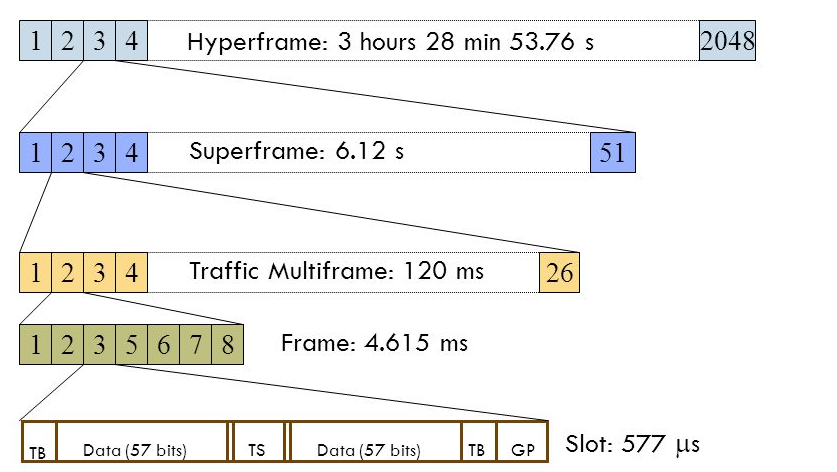 1 2 3 4 Hyperframe: 3 hours 28 min 53.76 s 2048
1 2 3 4 Superframe: 6.12 s 51
1 2 3 4 Traffic Multiframe: 120 ms 26
1 2 3 5 6 7 8 Frame: 4.615 ms
TB Data (57 bits) TS Data (57 bits) TB GP Slot: 577 μs